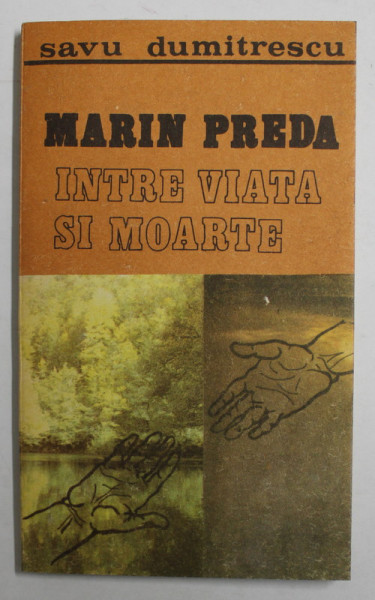 savu dumitrescu
MARIN PREDA
INTRE VIATA
SI MOARTE